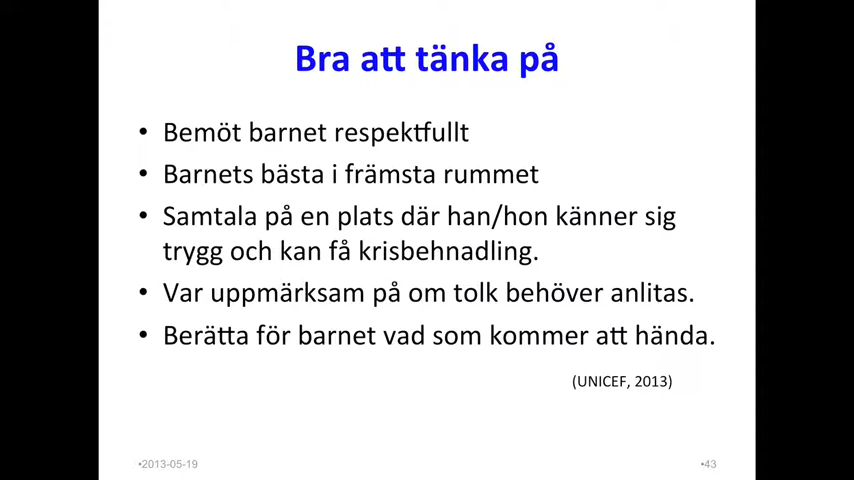 Bra att tänka på
• Bemöt barnet respektfullt
• Barnets bästa i främsta rummet
• Samtala på en plats där han/hon känner sig
trygg och kan få krisbehnadling.
• Var uppmärksam på om tolk behöver anlitas.
• Berätta för barnet vad som kommer att hända.
(UNICEF, 2013)
•2013-05-19
•43